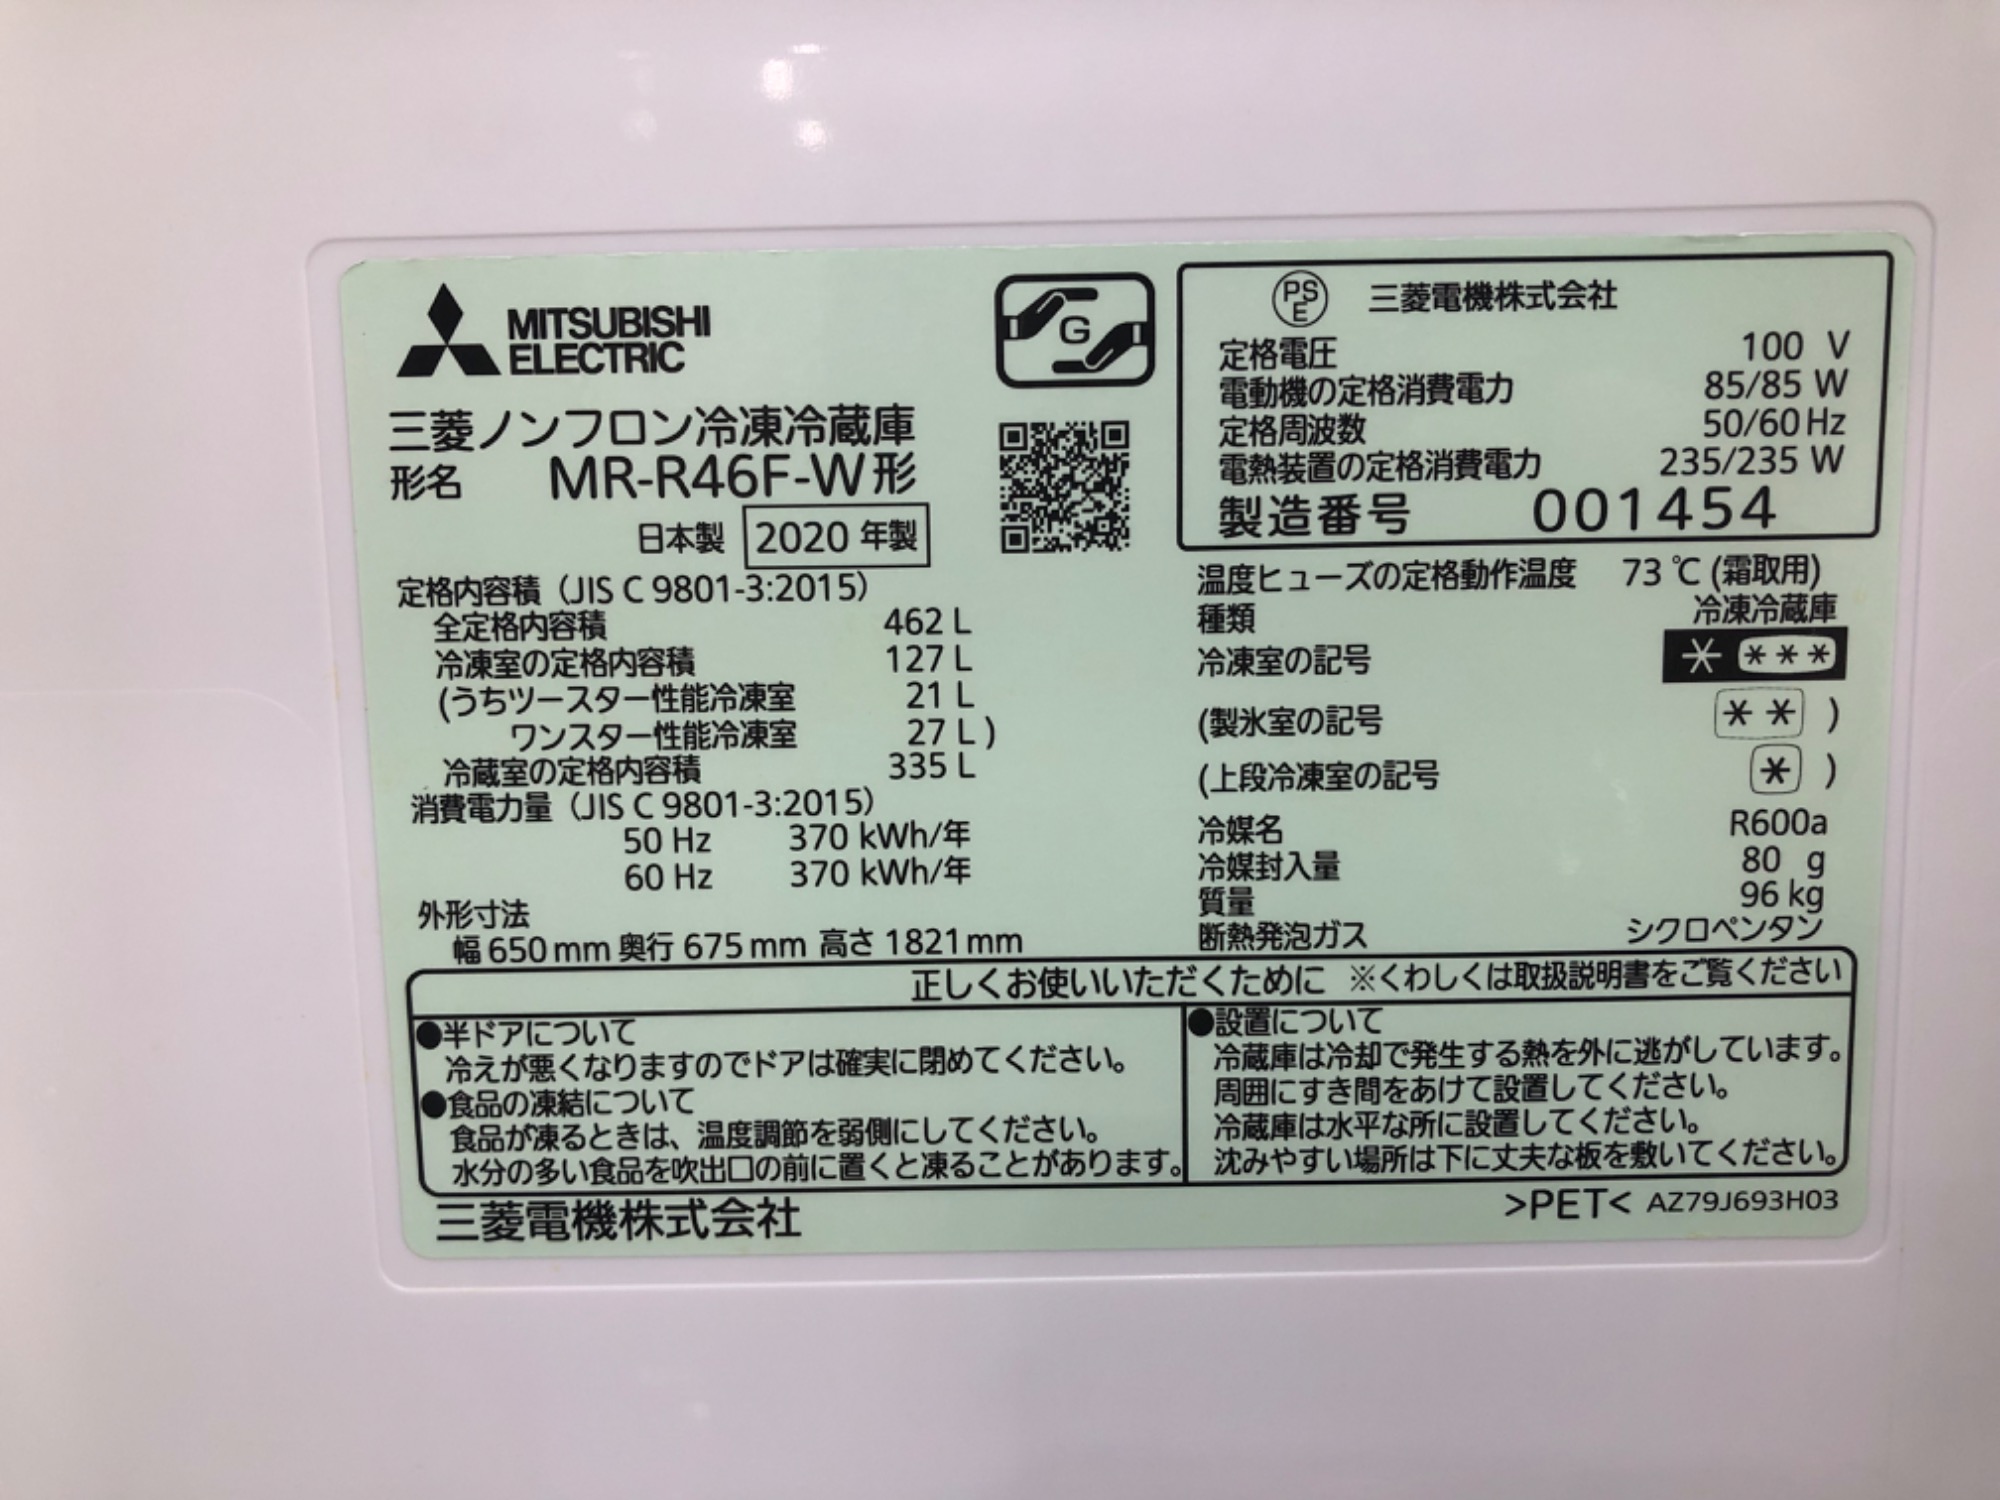 MITSUBISHI
ELECTRIC
三菱ノンフロン冷凍冷蔵庫
形名 MR-R46F-W形
日本製 2020 年製
定格内容積（JIS C 9801-3:2015）
全定格内容積 462 L
冷凍室の定格内容積 127 L
(うちツースター性能冷凍室 21 L
ワンスター性能冷凍室 27 L )
冷蔵室の定格内容積 335 L
消費電力量（JIS C 9801-3:2015）
50 Hz 370 kWh/年
60 Hz 370 kWh/年
外形寸法
幅 650 mm 奥行 675 mm 高さ 1821 mm
G
PS
E 三菱電機株式会社
定格電圧 100 V
電動機の定格消費電力 85/85 W
定格周波数 50/60 Hz
電熱装置の定格消費電力 235/235 W
製造番号 001454
温度ヒューズの定格動作温度 73 ℃ (霜取用)
種類 冷凍冷蔵庫
冷凍室の記号 * ***
(製氷室の記号 ** )
(上段冷凍室の記号 * )
冷媒名 R600a
冷媒封入量 80 g
質量 96 kg
断熱発泡ガス シクロペンタン
正しくお使いいただくために ※くわしくは取扱説明書をご覧ください
●半ドアについて
冷えが悪くなりますのでドアは確実に閉めてください。
●食品の凍結について
食品が凍るときは、温度調節を弱側にしてください。
水分の多い食品を吹出口の前に置くと凍ることがあります。
●設置について
冷蔵庫は冷却で発生する熱を外に逃がしています。
周囲にすき間をあけて設置してください。
冷蔵庫は水平な所に設置してください。
沈みやすい場所は下に丈夫な板を敷いてください。
三菱電機株式会社
>PET< AZ79J693H03